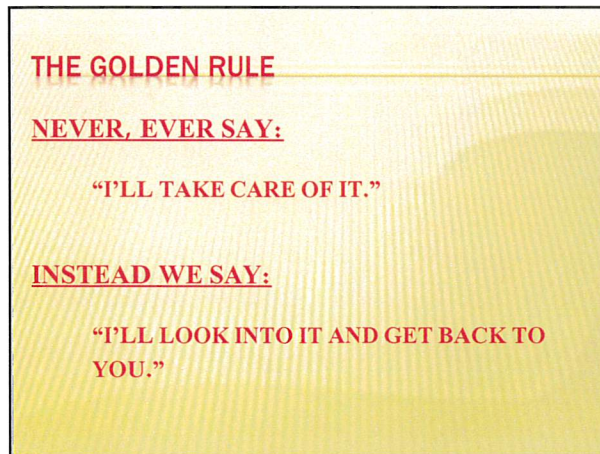 THE GOLDEN RULE
NEVER, EVER SAY:
“I’LL TAKE CARE OF IT.”
INSTEAD WE SAY:
“I’LL LOOK INTO IT AND GET BACK TO
YOU.”